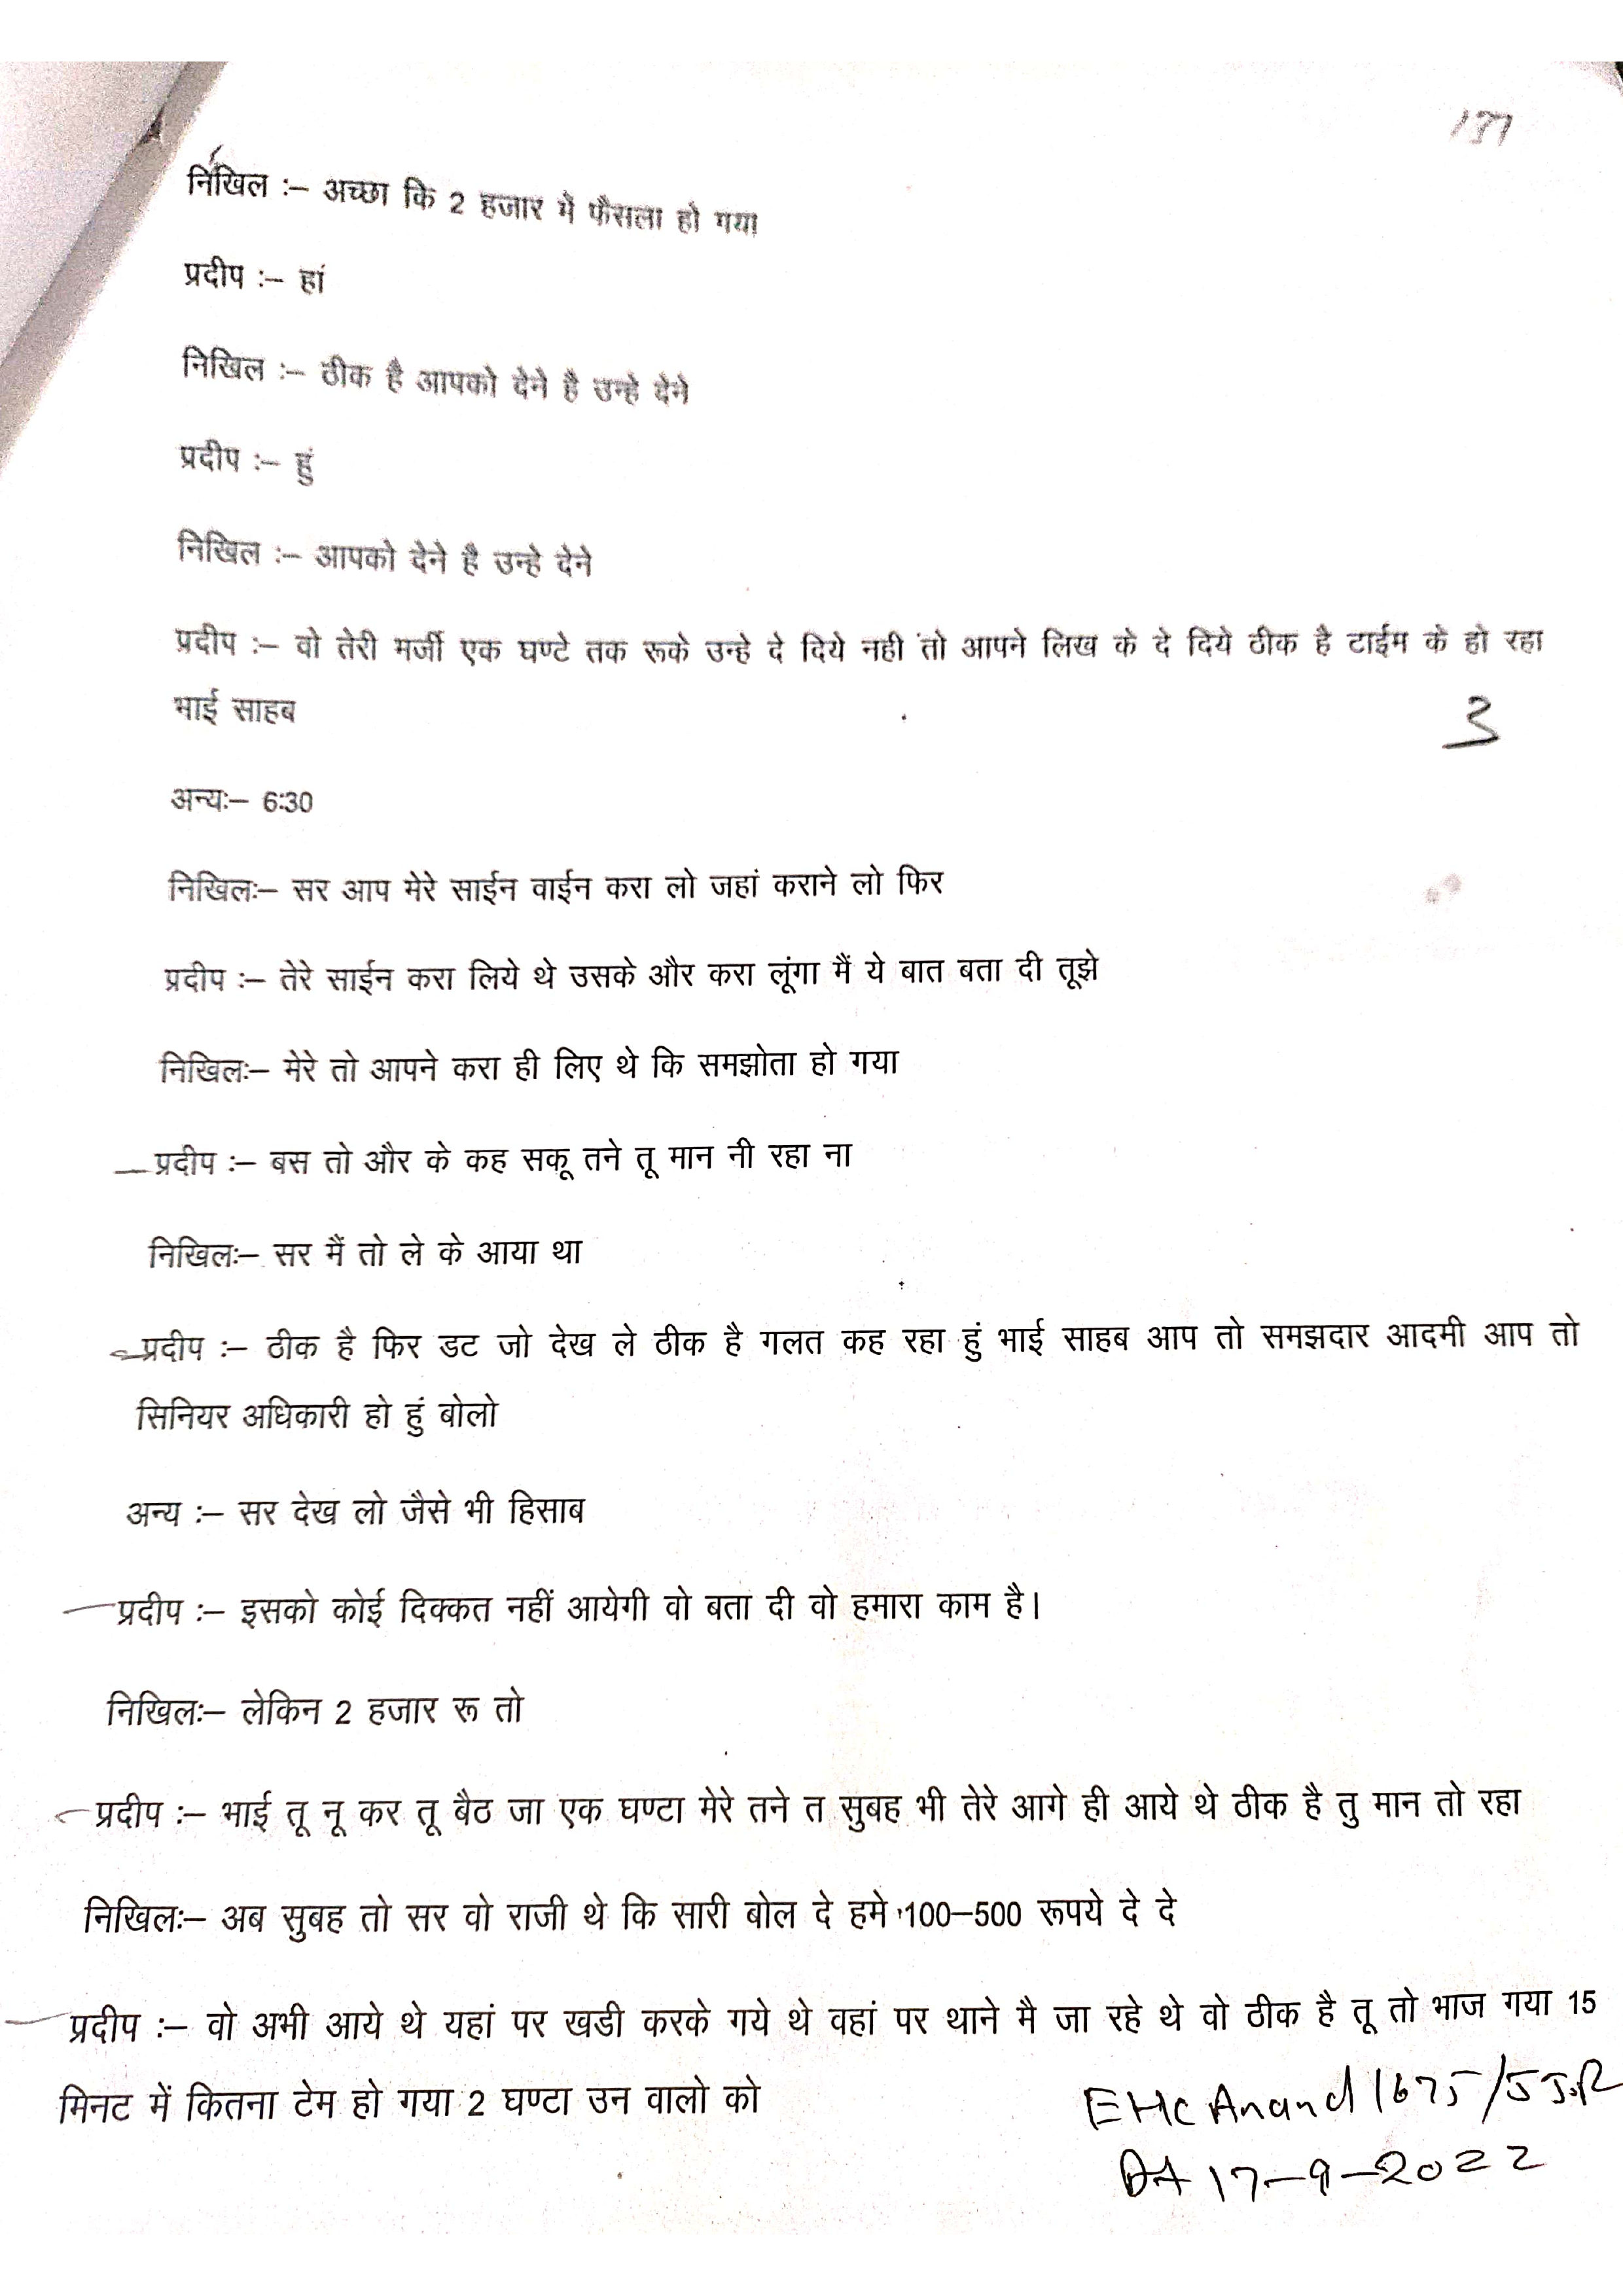 137
निखिल :– अच्छा कि 2 हजार में फैसला हो गया
प्रदीप :– हां
निखिल :– ठीक है आपको देने है उन्हे देने
प्रदीप :– हुं
निखिल :– आपको देने है उन्हे देने
प्रदीप :– वो तेरी मर्जी एक घण्टे तक रूके उन्हे दे दिये नही तो आपने लिख के दे दिये ठीक है टाईम के हो रहा
भाई साहब
3
अन्यः– 6:30
निखिलः– सर आप मेरे साईन वाईन करा लो जहां कराने लो फिर
प्रदीप :– तेरे साईन करा लिये थे उसके और करा लूंगा मैं ये बात बता दी तूझे
निखिलः– मेरे तो आपने करा ही लिए थे कि समझोता हो गया
प्रदीप :– बस तो और के कह सकू तने तू मान नी रहा ना
निखिलः– सर मैं तो ले के आया था
प्रदीप :– ठीक है फिर डट जो देख ले ठीक है गलत कह रहा हुं भाई साहब आप तो समझदार आदमी आप तो
सिनियर अधिकारी हो हुं बोलो
अन्य :– सर देख लो जैसे भी हिसाब
प्रदीप :– इसको कोई दिक्कत नहीं आयेगी वो बता दी वो हमारा काम है।
निखिलः– लेकिन 2 हजार रू तो
प्रदीप :– भाई तू नू कर तू बैठ जा एक घण्टा मेरे तने त सुबह भी तेरे आगे ही आये थे ठीक है तु मान तो रहा
निखिलः– अब सुबह तो सर वो राजी थे कि सारी बोल दे हमे 100–500 रूपये दे दे
प्रदीप :– वो अभी आये थे यहां पर खडी करके गये थे वहां पर थाने मै जा रहे थे वो ठीक है तू तो भाज गया 15
मिनट में कितना टेम हो गया 2 घण्टा उन वालो को
EHC Anand 1675/JJR
17-9-2022